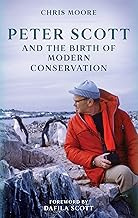 CHRIS MOORE
PETER SCOTT
AND THE BIRTH OF
MODERN
CONSERVATION
FOREWORD BY
DAFILA SCOTT